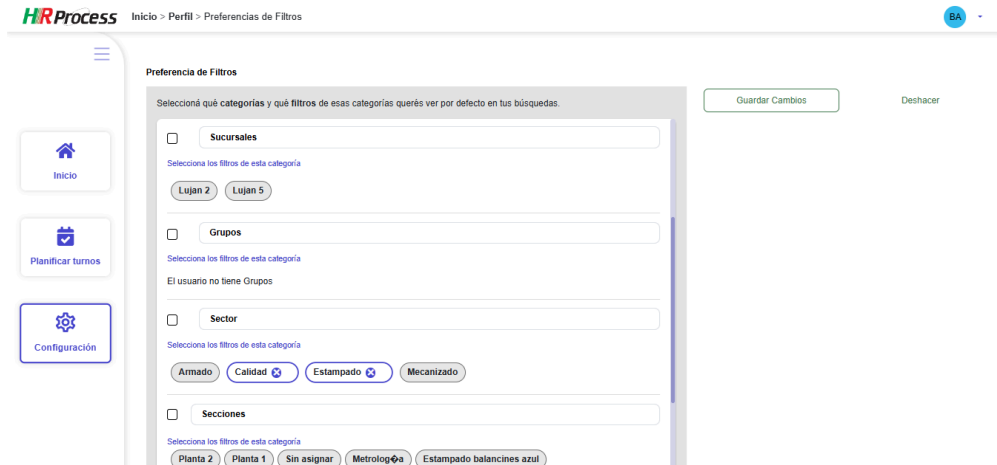 HR Process Inicio > Perfil > Preferencias de Filtros BA
Preferencia de Filtros
Seleccioná qué categorías y qué filtros de esas categorías querés ver por defecto en tus búsquedas.
Guardar Cambios Deshacer
Sucursales
Selecciona los filtros de esta categoría
Lujan 2 Lujan 5
Grupos
Selecciona los filtros de esta categoría
El usuario no tiene Grupos
Sector
Selecciona los filtros de esta categoría
Armado Calidad Estampado Mecanizado
Secciones
Selecciona los filtros de esta categoría
Planta 2 Planta 1 Sin asignar Metrolog�a Estampado balancines azul
Inicio
Planificar turnos
Configuración